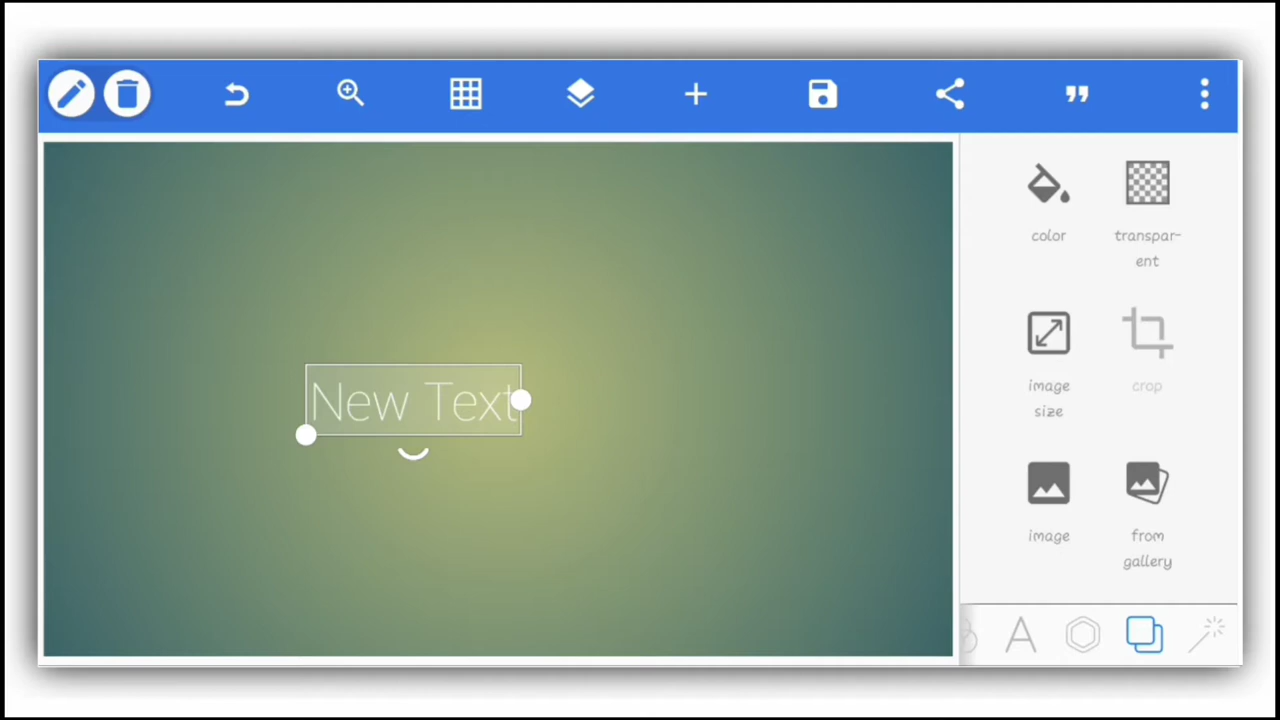 color
transpar-
ent
image
size
crop
New Text
image
from
gallery